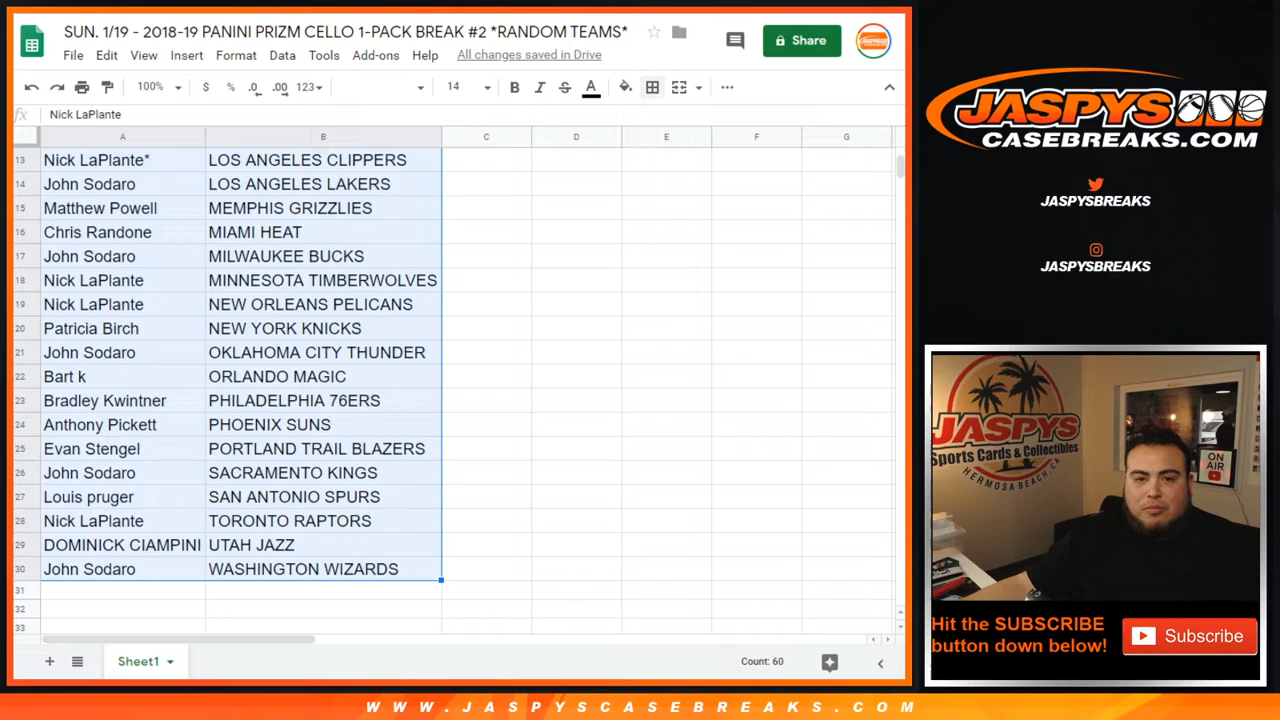 SUN. 1/19 - 2018-19 PANINI PRIZM CELLO 1-PACK BREAK #2 *RANDOM TEAMS*
Share
File Edit View Insert Format Data Tools Add-ons Help All changes saved in Drive
100% $ % .0 .00 123 14 B I S A
fx Nick LaPlante
A B C D E F G
13 Nick LaPlante* LOS ANGELES CLIPPERS
14 John Sodaro LOS ANGELES LAKERS
15 Matthew Powell MEMPHIS GRIZZLIES
16 Chris Randone MIAMI HEAT
17 John Sodaro MILWAUKEE BUCKS
18 Nick LaPlante MINNESOTA TIMBERWOLVES
19 Nick LaPlante NEW ORLEANS PELICANS
20 Patricia Birch NEW YORK KNICKS
21 John Sodaro OKLAHOMA CITY THUNDER
22 Bart k ORLANDO MAGIC
23 Bradley Kwintner PHILADELPHIA 76ERS
24 Anthony Pickett PHOENIX SUNS
25 Evan Stengel PORTLAND TRAIL BLAZERS
26 John Sodaro SACRAMENTO KINGS
27 Louis pruger SAN ANTONIO SPURS
28 Nick LaPlante TORONTO RAPTORS
29 DOMINICK CIAMPINI UTAH JAZZ
30 John Sodaro WASHINGTON WIZARDS
31
32
33
Sheet1
Count: 60
JASPYS
CASEBREAKS.COM
JASPYSBREAKS
JASPYSBREAKS
JASPYS
Sports Cards & Collectibles
HERMOSA BEACH, CA
ON
AIR
Hit the SUBSCRIBE
button down below!
Subscribe
WWW.JASPYSCASEBREAKS.COM